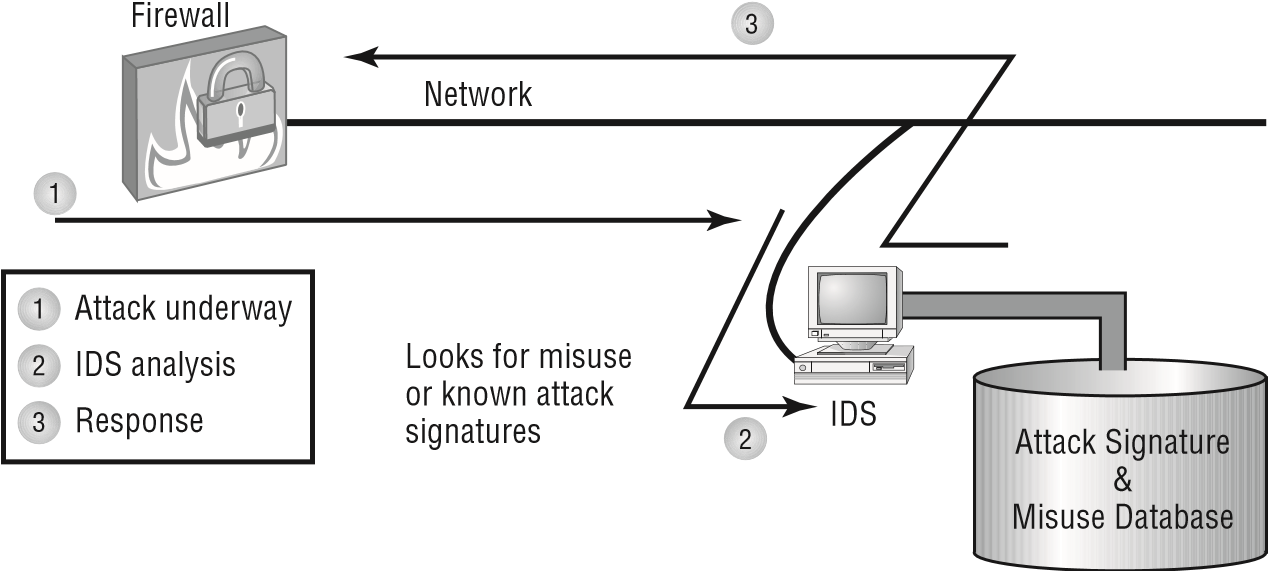 Firewall
3
Network
1
1 Attack underway
2 IDS analysis
3 Response
Looks for misuse
or known attack
signatures
2
IDS
Attack Signature
&
Misuse Database